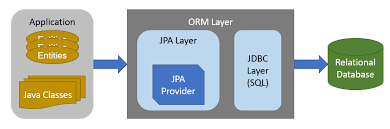 Application
Entities
Java Classes
ORM Layer
JPA Layer
JPA
Provider
JDBC
Layer
(SQL)
Relational
Database